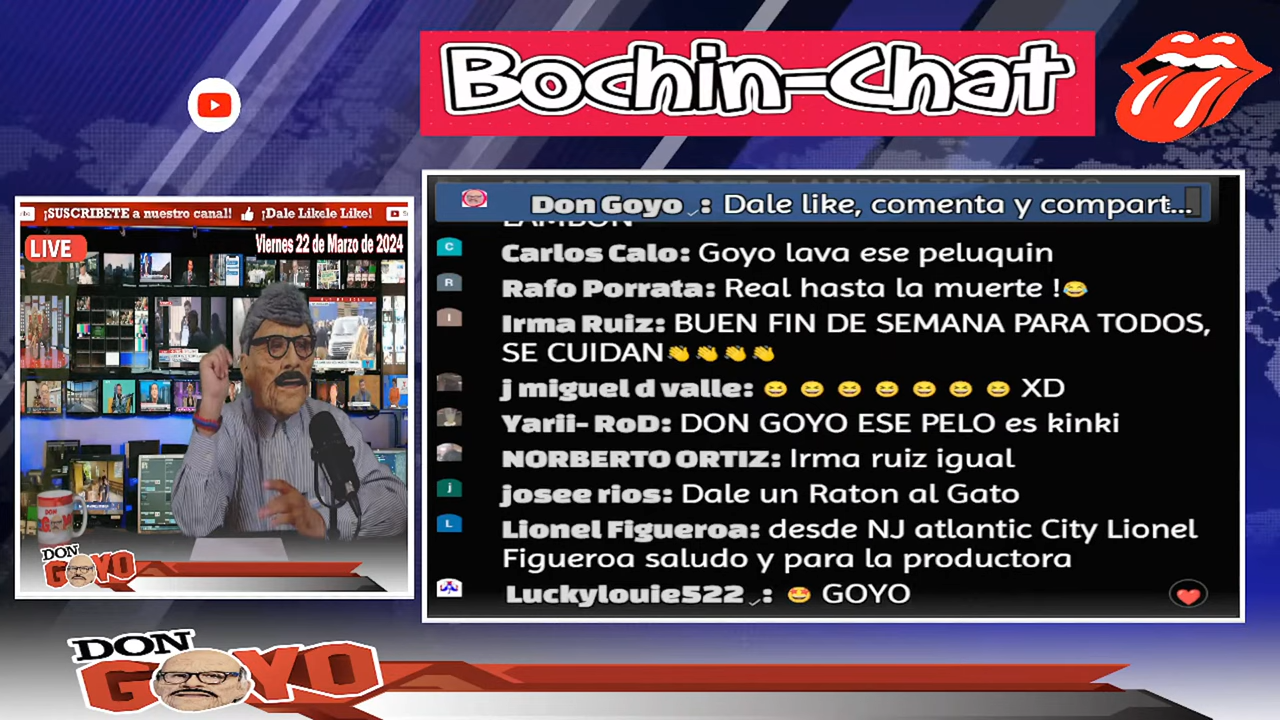 Bochin-Chat
¡SUSCRIBETE a nuestro canal! ¡Dale Likele Like!
LIVE
Viernes 22 de Marzo de 2024
DON
GOYO
DON
GOYO
Don Goyo: Dale like, comenta y compart...
LAMBON
Carlos Calo: Goyo lava ese peluquin
Rafo Porrata: Real hasta la muerte !😂
Irma Ruiz: BUEN FIN DE SEMANA PARA TODOS,
SE CUIDAN👏👏👏👏
j miguel d valle: 😆 😆 😆 😆 😆 😆 😆 XD
Yarii- RoD: DON GOYO ESE PELO es kinki
NORBERTO ORTIZ: Irma ruiz igual
josee rios: Dale un Raton al Gato
Lionel Figueroa: desde NJ atlantic City Lionel
Figueroa saludo y para la productora
Luckylouie522: 🤩 GOYO
DON
GOYO